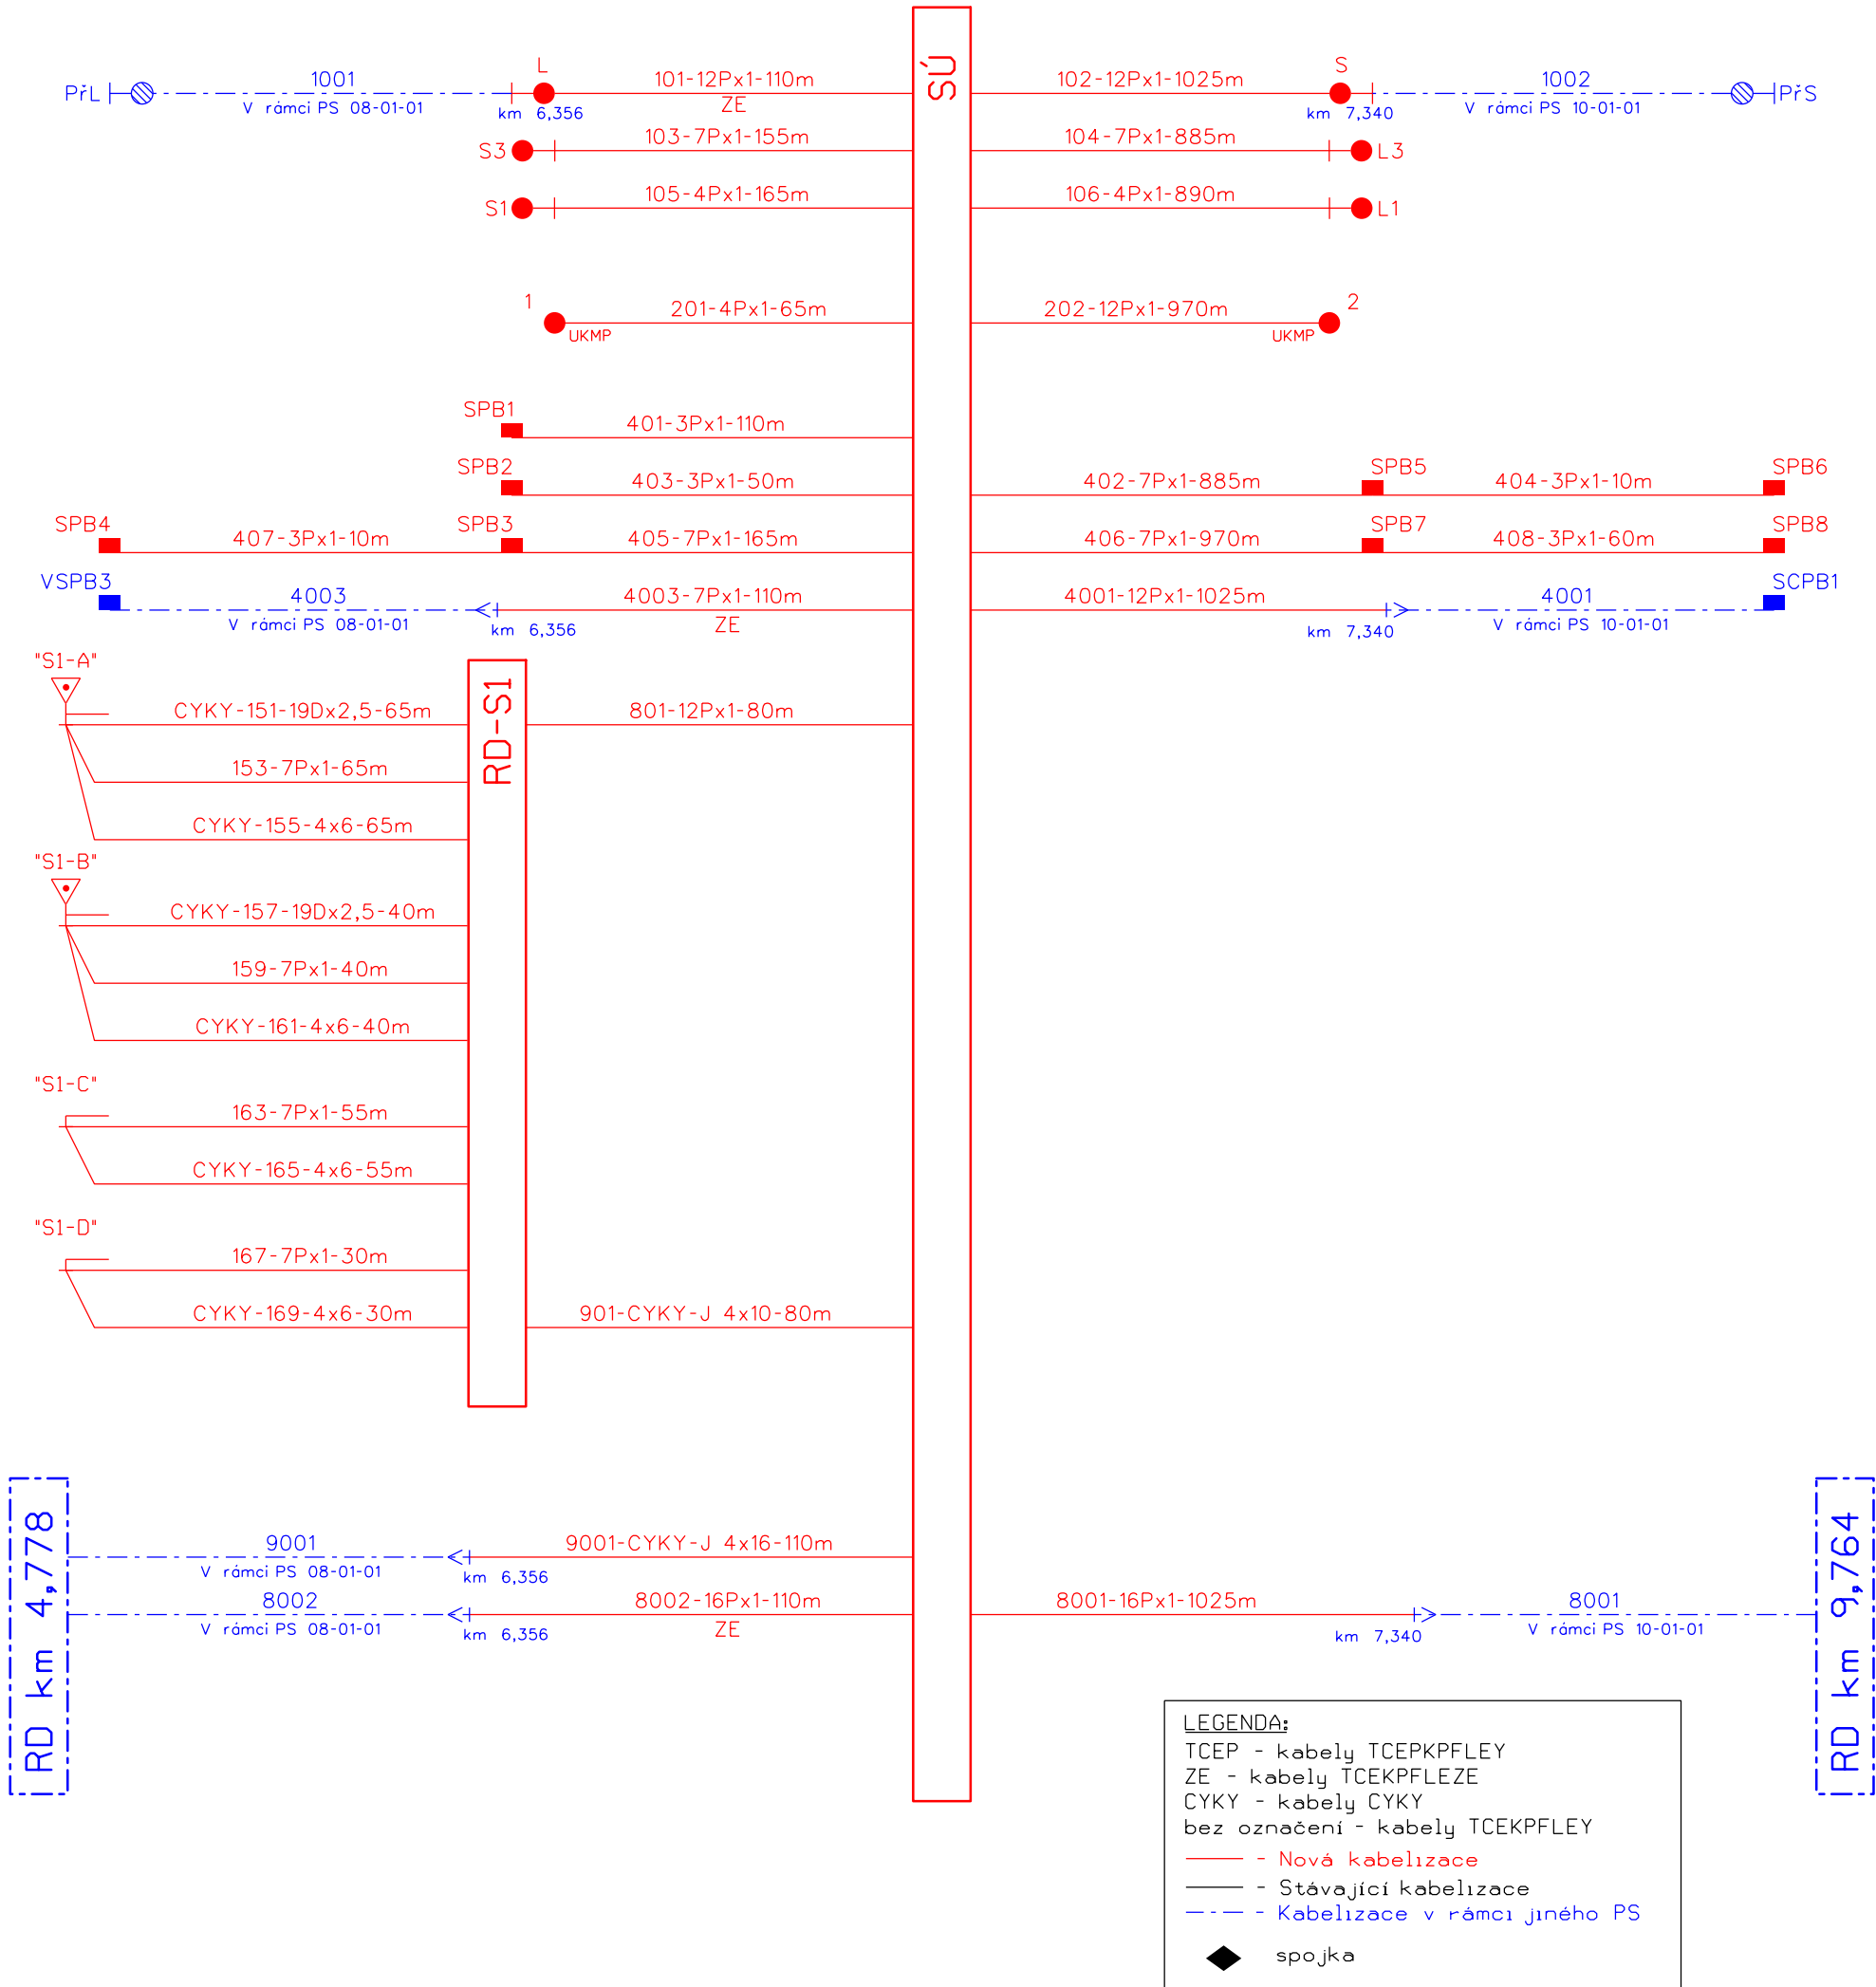 SÚ
L
S
PřL
1001
101-12Px1-110m
102-12Px1-1025m
1002
PřS
V rámci PS 08-01-01
km 6,356
ZE
km 7,340
V rámci PS 10-01-01
S3
103-7Px1-155m
104-7Px1-885m
L3
S1
105-4Px1-165m
106-4Px1-890m
L1
1
201-4Px1-65m
202-12Px1-970m
2
UKMP
UKMP
SPB1
401-3Px1-110m
SPB2
403-3Px1-50m
402-7Px1-885m
SPB5
404-3Px1-10m
SPB6
SPB4
407-3Px1-10m
SPB3
405-7Px1-165m
406-7Px1-970m
SPB7
408-3Px1-60m
SPB8
VSPB3
4003
4003-7Px1-110m
4001-12Px1-1025m
4001
SCPB1
V rámci PS 08-01-01
km 6,356
ZE
km 7,340
V rámci PS 10-01-01
RD-S1
"S1-A"
CYKY-151-19Dx2,5-65m
801-12Px1-80m
153-7Px1-65m
CYKY-155-4x6-65m
"S1-B"
CYKY-157-19Dx2,5-40m
159-7Px1-40m
CYKY-161-4x6-40m
"S1-C"
163-7Px1-55m
CYKY-165-4x6-55m
"S1-D"
167-7Px1-30m
CYKY-169-4x6-30m
901-CYKY-J 4x10-80m
RD km 4,778
9001
9001-CYKY-J 4x16-110m
V rámci PS 08-01-01
km 6,356
8002
8002-16Px1-110m
8001-16Px1-1025m
8001
V rámci PS 08-01-01
km 6,356
ZE
km 7,340
V rámci PS 10-01-01
RD km 9,764
LEGENDA:
TCEP - kabely TCEPKPFLEY
ZE - kabely TCEKPFLEZE
CYKY - kabely CYKY
bez označení - kabely TCEKPFLEY
- Nová kabelizace
- Stávající kabelizace
- Kabelizace v rámci jiného PS
spojka